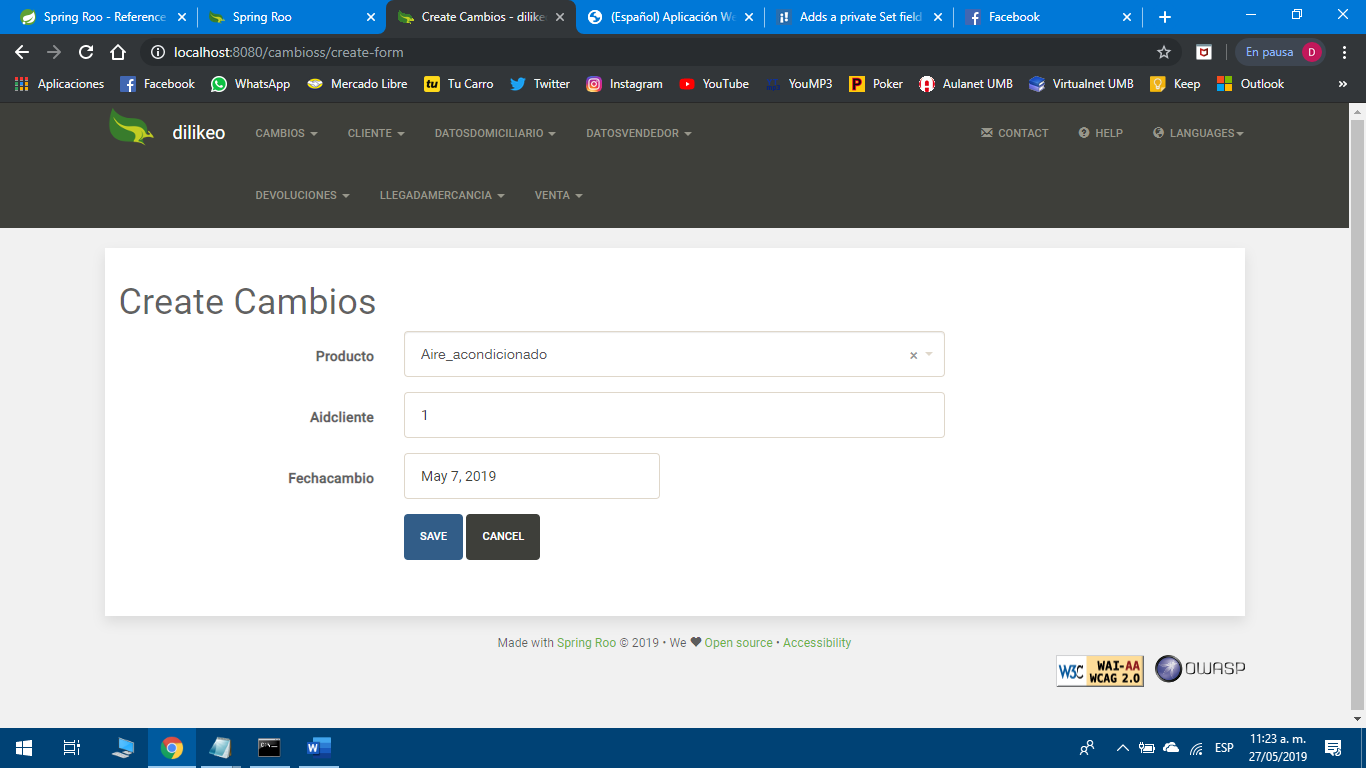 Spring Roo - Reference
Spring Roo
Create Cambios - dilike
(Español) Aplicación We
Adds a private Set field
Facebook
localhost:8080/cambioss/create-form
En pausa
D
Aplicaciones
Facebook
WhatsApp
Mercado Libre
tu
Tu Carro
Twitter
Instagram
YouTube
YouMP3
P
Poker
Aulanet UMB
Virtualnet UMB
Keep
Outlook
»
dilikeo
CAMBIOS
CLIENTE
DATOSDOMICILIARIO
DATOSVENDEDOR
CONTACT
HELP
LANGUAGES
DEVOLUCIONES
LLEGADAMERCANCIA
VENTA
Create Cambios
Producto
Aire_acondicionado
×
Aidcliente
1
Fechacambio
May 7, 2019
SAVE
CANCEL
Made with Spring Roo © 2019 • We ♥ Open source • Accessibility
W3C WAI-AA
WCAG 2.0
OWASP
ESP
11:23 a. m.
27/05/2019